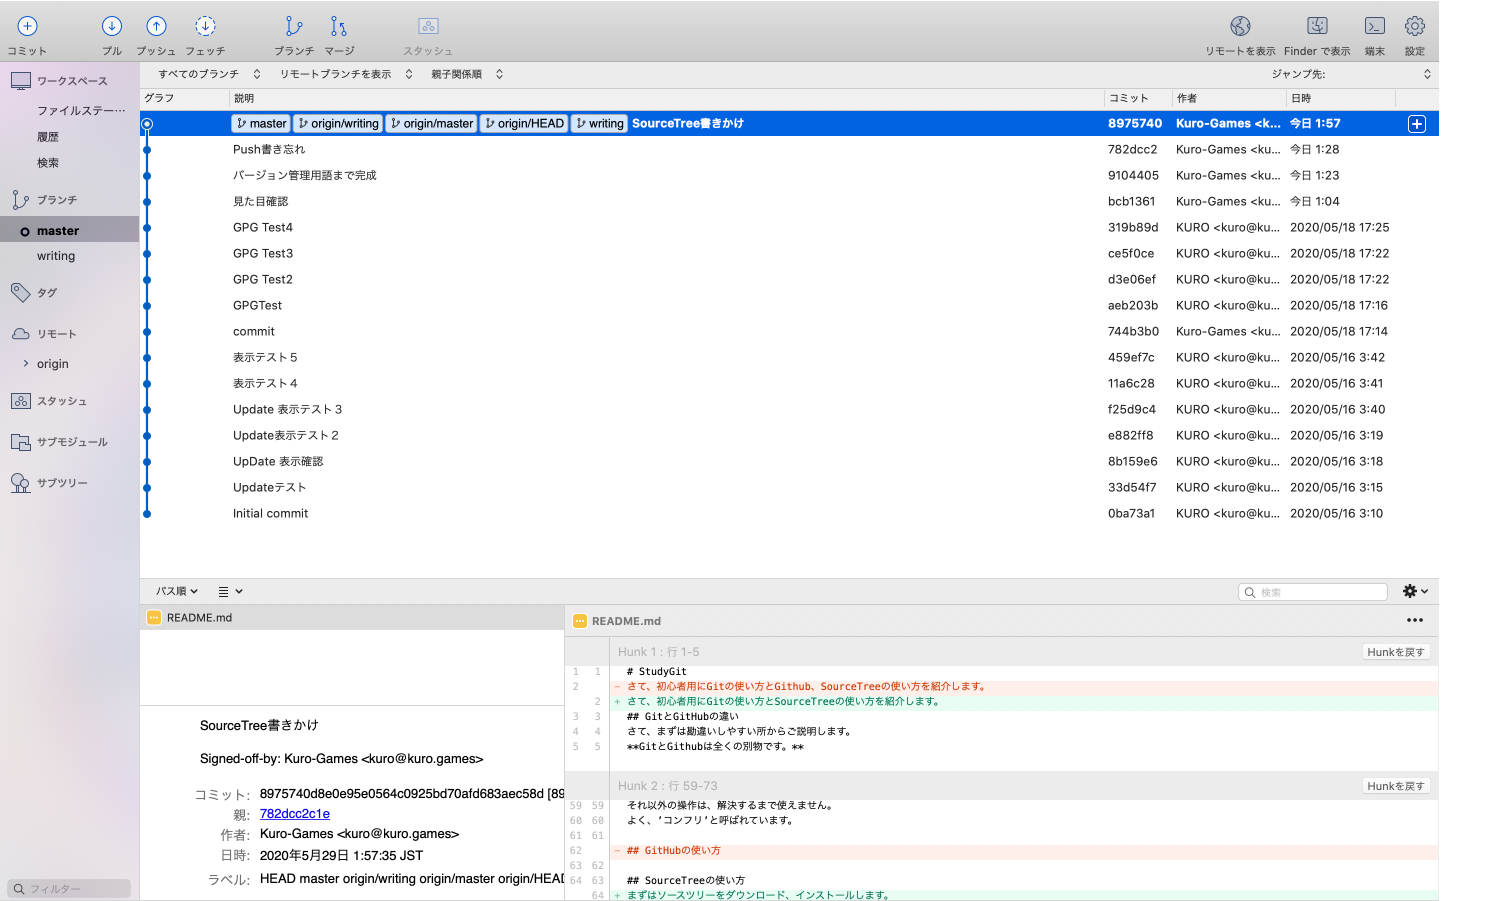 コミット プル プッシュ フェッチ ブランチ マージ スタッシュ リモートを表示 Finder で表示 端末 設定
ワークスペース
ファイルステー…
履歴
検索
ブランチ
master
writing
タグ
リモート
origin
スタッシュ
サブモジュール
サブツリー
フィルター
すべてのブランチ リモートブランチを表示 親子関係順 ジャンプ先:
グラフ 説明 コミット 作者 日時
master origin/writing origin/master origin/HEAD writing SourceTree書きかけ 8975740 Kuro-Games <k... 今日 1:57
Push書き忘れ 782dcc2 Kuro-Games <ku... 今日 1:28
バージョン管理用語まで完成 9104405 Kuro-Games <ku... 今日 1:23
見た目確認 bcb1361 Kuro-Games <ku... 今日 1:04
GPG Test4 319b89d KURO <kuro@ku... 2020/05/18 17:25
GPG Test3 ce5f0ce KURO <kuro@ku... 2020/05/18 17:22
GPG Test2 d3e06ef KURO <kuro@ku... 2020/05/18 17:22
GPGTest aeb203b KURO <kuro@ku... 2020/05/18 17:16
commit 744b3b0 Kuro-Games <ku... 2020/05/18 17:14
表示テスト５ 459ef7c KURO <kuro@ku... 2020/05/16 3:42
表示テスト４ 11a6c28 KURO <kuro@ku... 2020/05/16 3:41
Update 表示テスト３ f25d9c4 KURO <kuro@ku... 2020/05/16 3:40
Update表示テスト２ e882ff8 KURO <kuro@ku... 2020/05/16 3:19
UpDate 表示確認 8b159e6 KURO <kuro@ku... 2020/05/16 3:18
Updateテスト 33d54f7 KURO <kuro@ku... 2020/05/16 3:15
Initial commit 0ba73a1 KURO <kuro@ku... 2020/05/16 3:10
パス順 検索
README.md
SourceTree書きかけ
Signed-off-by: Kuro-Games <kuro@kuro.games>
コミット: 8975740d8e0e95e0564c0925bd70afd683aec58d [89
親: 782dcc2c1e
作者: Kuro-Games <kuro@kuro.games>
日時: 2020年5月29日 1:57:35 JST
ラベル: HEAD master origin/writing origin/master origin/HEAD
README.md
Hunk 1 : 行 1-5 Hunkを戻す
1 1 # StudyGit
2 - さて、初心者用にGitの使い方とGithub、SourceTreeの使い方を紹介します。
2 + さて、初心者用にGitの使い方とSourceTreeの使い方を紹介します。
3 3 ## GitとGitHubの違い
4 4 さて、まずは勘違いしやすい所からご説明します。
5 5 **GitとGithubは全くの別物です。**
Hunk 2 : 行 59-73 Hunkを戻す
59 59 それ以外の操作は、解決するまで使えません。
60 60 よく、’コンフリ’と呼ばれています。
61 61
62 - ## GitHubの使い方
63 62
64 63 ## SourceTreeの使い方
64 + まずはソースツリーをダウンロード、インストールします。